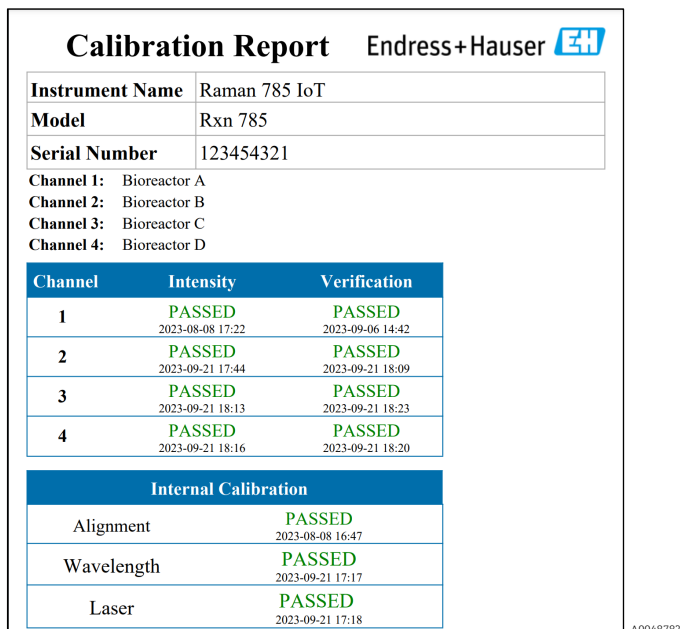 Calibration Report Endress+Hauser EH
Instrument Name Raman 785 IoT
Model Rxn 785
Serial Number 123454321
Channel 1: Bioreactor A
Channel 2: Bioreactor B
Channel 3: Bioreactor C
Channel 4: Bioreactor D
Channel Intensity Verification
1 PASSED PASSED
2023-08-08 17:22 2023-09-06 14:42
2 PASSED PASSED
2023-09-21 17:44 2023-09-21 18:09
3 PASSED PASSED
2023-09-21 18:13 2023-09-21 18:23
4 PASSED PASSED
2023-09-21 18:16 2023-09-21 18:20
Internal Calibration
Alignment PASSED
2023-08-08 16:47
Wavelength PASSED
2023-09-21 17:17
Laser PASSED
2023-09-21 17:18
A0048782